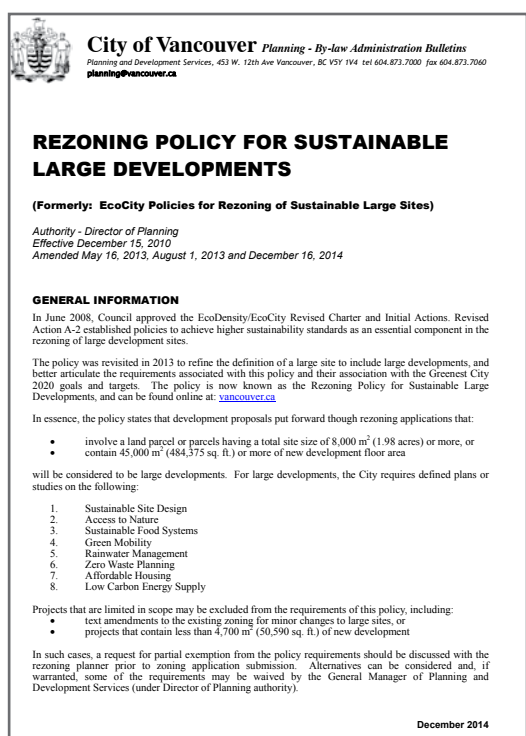 City of Vancouver Planning - By-law Administration Bulletins
Planning and Development Services, 453 W. 12th Ave Vancouver, BC V5Y 1V4 tel 604.873.7000 fax 604.873.7060
planning@vancouver.ca
REZONING POLICY FOR SUSTAINABLE
LARGE DEVELOPMENTS
(Formerly: EcoCity Policies for Rezoning of Sustainable Large Sites)
Authority - Director of Planning
Effective December 15, 2010
Amended May 16, 2013, August 1, 2013 and December 16, 2014
GENERAL INFORMATION
In June 2008, Council approved the EcoDensity/EcoCity Revised Charter and Initial Actions. Revised
Action A-2 established policies to achieve higher sustainability standards as an essential component in the
rezoning of large development sites.
The policy was revisited in 2013 to refine the definition of a large site to include large developments, and
better articulate the requirements associated with this policy and their association with the Greenest City
2020 goals and targets. The policy is now known as the Rezoning Policy for Sustainable Large
Developments, and can be found online at: vancouver.ca
In essence, the policy states that development proposals put forward though rezoning applications that:
• involve a land parcel or parcels having a total site size of 8,000 m² (1.98 acres) or more, or
• contain 45,000 m² (484,375 sq. ft.) or more of new development floor area
will be considered to be large developments. For large developments, the City requires defined plans or
studies on the following:
1. Sustainable Site Design
2. Access to Nature
3. Sustainable Food Systems
4. Green Mobility
5. Rainwater Management
6. Zero Waste Planning
7. Affordable Housing
8. Low Carbon Energy Supply
Projects that are limited in scope may be excluded from the requirements of this policy, including:
• text amendments to the existing zoning for minor changes to large sites, or
• projects that contain less than 4,700 m² (50,590 sq. ft.) of new development
In such cases, a request for partial exemption from the policy requirements should be discussed with the
rezoning planner prior to zoning application submission. Alternatives can be considered and, if
warranted, some of the requirements may be waived by the General Manager of Planning and
Development Services (under Director of Planning authority).
December 2014